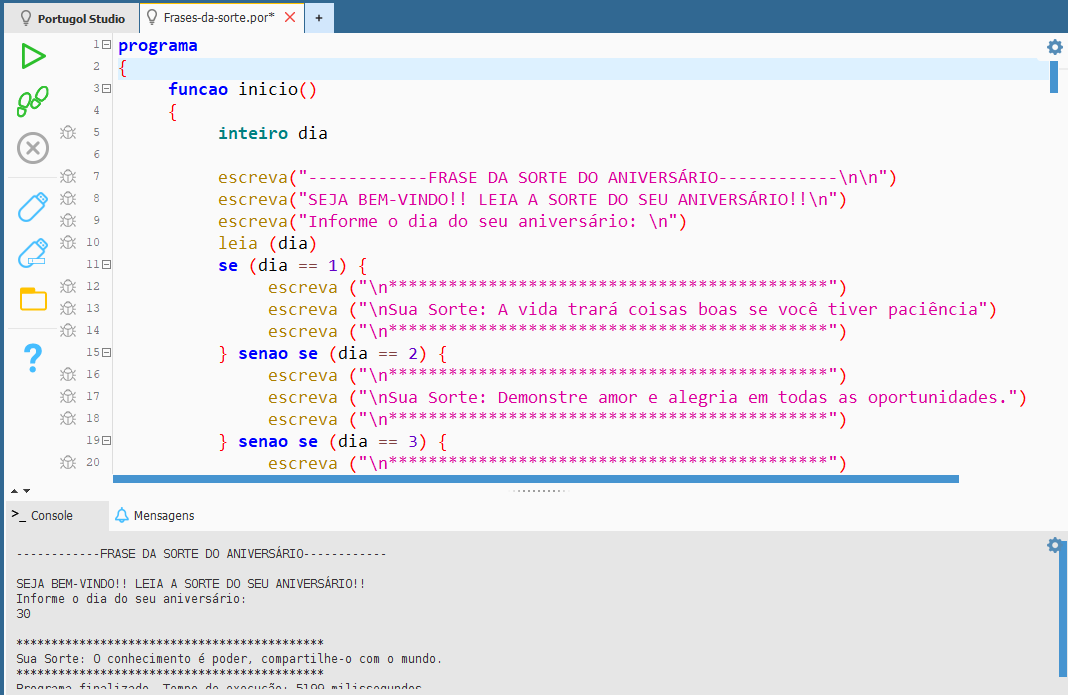 Portugol Studio Frases-da-sorte.por* +
1 programa
2 {
3 funcao inicio()
4 {
5 inteiro dia
6
7 escreva("------------FRASE DA SORTE DO ANIVERSÁRIO------------\n\n")
8 escreva("SEJA BEM-VINDO!! LEIA A SORTE DO SEU ANIVERSÁRIO!!\n")
9 escreva("Informe o dia do seu aniversário: \n")
10 leia (dia)
11 se (dia == 1) {
12 escreva ("\n********************************************")
13 escreva ("\nSua Sorte: A vida trará coisas boas se você tiver paciência")
14 escreva ("\n********************************************")
15 } senao se (dia == 2) {
16 escreva ("\n********************************************")
17 escreva ("\nSua Sorte: Demonstre amor e alegria em todas as oportunidades.")
18 escreva ("\n********************************************")
19 } senao se (dia == 3) {
20 escreva ("\n********************************************")
>_ Console Mensagens
------------FRASE DA SORTE DO ANIVERSÁRIO------------
SEJA BEM-VINDO!! LEIA A SORTE DO SEU ANIVERSÁRIO!!
Informe o dia do seu aniversário:
30
********************************************
Sua Sorte: O conhecimento é poder, compartilhe-o com o mundo.
********************************************
Programa finalizado. Tempo de execução: 5199 milissegundos